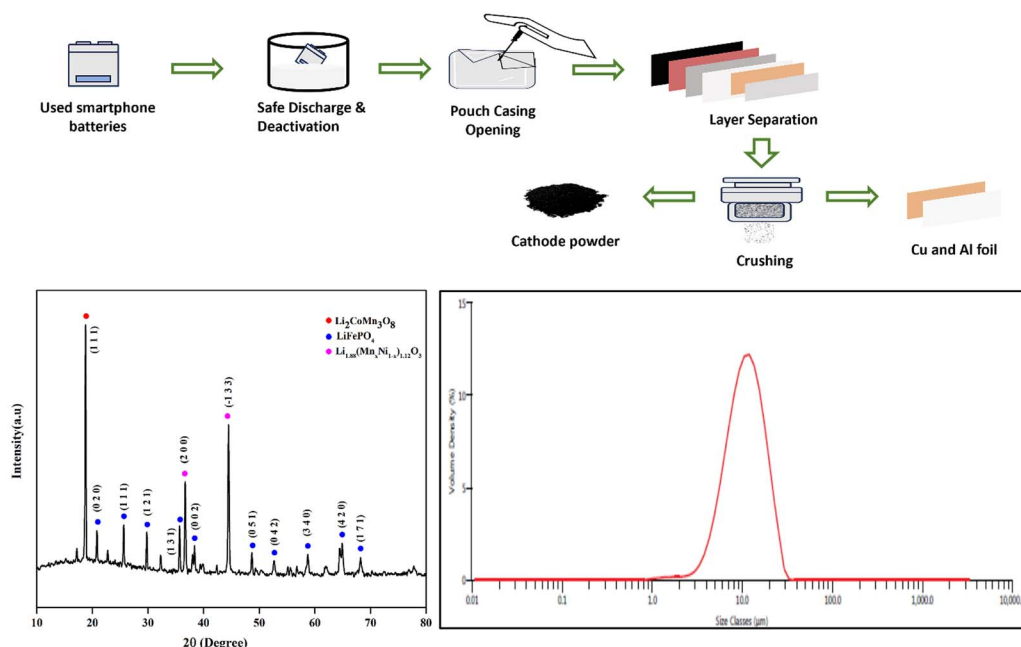 Used smartphone
batteries
Safe Discharge &
Deactivation
Pouch Casing
Opening
Layer Separation
Cathode powder
Crushing
Cu and Al foil
Intensity(a.u)
Li₂CoMn₃O₈
LiFePO₄
Li₁.₈₈(MnₓNi₁₋ₓ)₁.₁₂O₃
(1 1 1)
(0 2 0)
(1 1 1)
(1 2 1)
(1 3 1)
(2 0 0)
(0 0 2)
(-1 3 3)
(0 5 1)
(0 4 2)
(3 4 0)
(4 2 0)
(1 7 1)
10 20 30 40 50 60 70 80
2θ (Degree)
Volume Density (%)
15
10
5
0
0.01 0.1 1.0 10.0 100.0 1,000.0 10,000.0
Size Classes (µm)